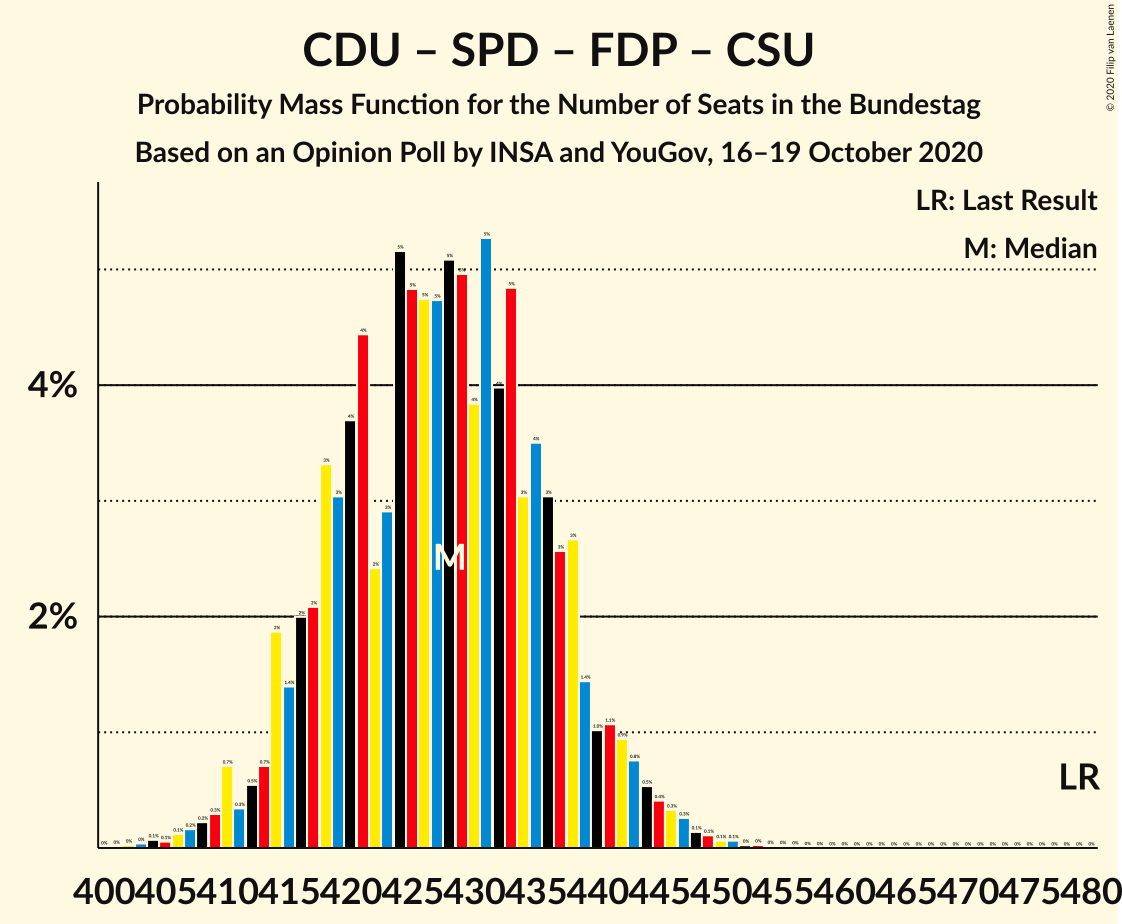 CDU – SPD – FDP – CSU
Probability Mass Function for the Number of Seats in the Bundestag
Based on an Opinion Poll by INSA and YouGov, 16–19 October 2020
© 2020 Filip van Laenen
LR: Last Result
M: Median
4%
2%
M
LR
400 405 410 415 420 425 430 435 440 445 450 455 460 465 470 475 480